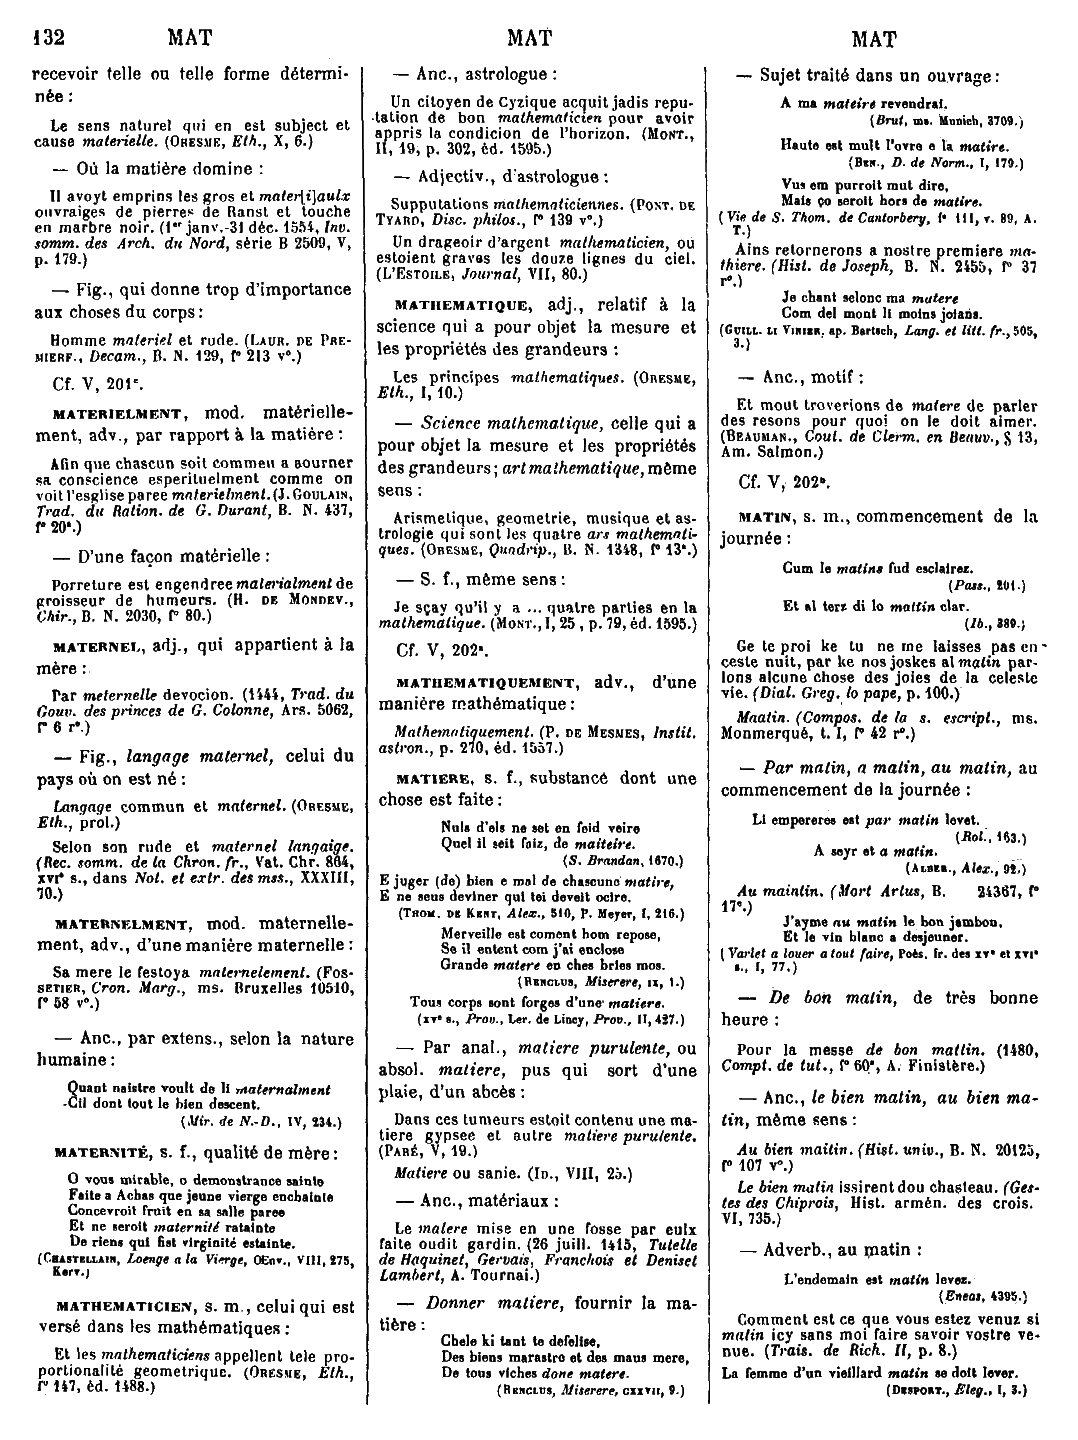 132 MAT MAT MAT
recevoir telle ou telle forme détermi-
née :
Le sens naturel qui en est subject et
cause materielle. (ORESME, Eth., X, 6.)
— Où la matière domine :
Il avoyt emprins les gros et mater[i]aulx
ouvraiges de pierres de Ranst et touche
en marbre noir. (1er janv.-31 déc. 1554, Inv.
somm. des Arch. du Nord, série B 2509, V,
p. 179.)
— Fig., qui donne trop d'importance
aux choses du corps :
Homme materiel et rude. (LAUR. DE PRE-
MIERF., Decam., B. N. 129, f° 213 v°.)
Cf. V, 201c.
MATERIELMENT, mod. matérielle-
ment, adv., par rapport à la matière :
Afin que chascun soit commeu a aourner
sa conscience esperituelment comme on
voit l'esglise paree materielment. (J. GOULAIN,
Trad. du Ration. de G. Durant, B. N. 437,
f° 20a.)
— D'une façon matérielle :
Porreture est engendree materialment de
groisseur de humeurs. (H. DE MONDEV.,
Chir., B. N. 2030, f° 80.)
MATERNEL, adj., qui appartient à la
mère :
Par meternelle devocion. (1444, Trad. du
Gouv. des princes de G. Colonne, Ars. 5062,
f° 6 r°.)
— Fig., langage maternel, celui du
pays où on est né :
Langage commun et maternel. (ORESME,
Eth., prol.)
Selon son rude et maternel langaige.
(Rec. somm. de la Chron. fr., Vat. Chr. 864,
XVIe s., dans Not. et extr. des mss., XXXIII,
70.)
MATERNELMENT, mod. maternelle-
ment, adv., d'une manière maternelle :
Sa mere le festoya maternelement. (FOS-
SETIER, Cron. Marg., ms. Bruxelles 10510,
f° 58 v°.)
— Anc., par extens., selon la nature
humaine :
Quant naistre voult de li maternalment
Cil dont tout le bien descent.
(Mir. de N.-D., IV, 234.)
MATERNITÉ, s. f., qualité de mère :
O vous mirable, o demonstrance sainte
Faite a Achas que jeune vierge enchainte
Concevroit fruit en sa salle paree
Et ne seroit maternité ratainte
De riens qui fist virginité estainte.
(CHASTELLAIN, Loenge a la Vierge, Œuv., VIII, 275,
Kerv.)
MATHEMATICIEN, s. m., celui qui est
versé dans les mathématiques :
Et les mathematiciens appellent tele pro-
portionalité geometrique. (ORESME, Eth.,
f° 147, éd. 1488.)
— Anc., astrologue :
Un citoyen de Cyzique acquit jadis repu-
tation de bon mathematicien pour avoir
appris la condicion de l'horizon. (MONT.,
II, 19, p. 302, éd. 1595.)
— Adjectiv., d'astrologue :
Supputations mathematiciennes. (PONT. DE
TYARD, Disc. philos., f° 139 v°.)
Un drageoir d'argent mathematicien, ou
estoient gravés les douze lignes du ciel.
(L'ESTOILE, Journal, VII, 80.)
MATHEMATIQUE, adj., relatif à la
science qui a pour objet la mesure et
les propriétés des grandeurs :
Les principes mathematiques. (ORESME,
Eth., I, 10.)
— Science mathematique, celle qui a
pour objet la mesure et les propriétés
des grandeurs ; art mathematique, même
sens :
Arismetique, geometrie, musique et as-
trologie qui sont les quatre ars mathemati-
ques. (ORESME, Quadrip., B. N. 1348, f° 13a.)
— S. f., même sens :
Je sçay qu'il y a ... quatre parties en la
mathematique. (MONT., I, 25, p. 79, éd. 1595.)
Cf. V, 202a.
MATHEMATIQUEMENT, adv., d'une
manière mathématique :
Mathematiquement. (P. DE MESMES, Instit.
astron., p. 270, éd. 1557.)
MATIERE, s. f., substance dont une
chose est faite :
Nuls d'els ne set en feid veire
Quel il seit faiz, de maiteire.
(S. Brandan, 1670.)
E juger (de) bien e mal de chascune matire,
E ne seus deviner qui tei deveit ocire.
(THOM. DE KENT, Alex., 510, P. Meyer, I, 216.)
Merveille est coment hom repose,
Se il entent com j'ai enclose
Grande matere en ches bries mos.
(RENCLUS, Miserere, IX, 1.)
Tous corps sont forges d'une matiere.
(XVe s., Prov., Ler. de Lincy, Prov., II, 427.)
— Par anal., matiere purulente, ou
absol. matiere, pus qui sort d'une
plaie, d'un abcès :
Dans ces tumeurs estoit contenu une ma-
tiere gypsee et autre matiere purulente.
(PARÉ, V, 19.)
Matiere ou sanie. (ID., VIII, 25.)
— Anc., matériaux :
Le matere mise en une fosse par eulx
faite oudit gardin. (26 juill. 1415, Tutelle
de Haquinet, Gervais, Franchois et Deniset
Lambert, A. Tournai.)
— Donner matiere, fournir la ma-
tière :
Chele ki tant te defelise,
Des biens marastro et des maus mere,
De tous viches done matere.
(RENCLUS, Miserere, CXXVII, 9.)
— Sujet traité dans un ouvrage :
A ma mateire revendrai.
(Brut, ms. Munich, 3709.)
Haute est mult l'ovre e la matire.
(BEN., D. de Norm., I, 179.)
Vus em purroit mut dire,
Mais ço seroit hors de matire.
(Vie de S. Thom. de Cantorbery, f° 111, v. 89, A.
T.)
Ains retornerons a nostre premiere ma-
thiere. (Hist. de Joseph, B. N. 2455, f° 37
r°.)
Je chant selonc ma matere
Com del mont li moins joians.
(GUILL. LI VINIER, ap. Bartsch, Lang. et litt. fr., 505,
3.)
— Anc., motif :
Et mout troverions de matere de parler
des resons pour quoi on le doit aimer.
(BEAUMAN., Cout. de Clerm. en Beauv., § 13,
Am. Salmon.)
Cf. V, 202b.
MATIN, s. m., commencement de la
journée :
Cum le matins fud esclairez.
(Pass., 201.)
Et al terz di lo mattin clar.
(Ib., 389.)
Ge te proi ke tu ne me laisses pas en
ceste nuit, par ke nos joskes al matin par-
lons alcune chose des joies de la celeste
vie. (Dial. Greg. lo pape, p. 100.)
Maatin. (Compos. de la s. escript., ms.
Monmerqué, t. I, f° 42 r°.)
— Par matin, a matin, au matin, au
commencement de la journée :
Li empereres est par matin levet.
(Rol., 163.)
A seyr et a matin.
(ALBER., Alex., 92.)
Au maintin. (Mort Artus, B. 24367, f°
17c.)
J'ayme au matin le bon jambon,
Et le vin blanc a desjeuner.
(Varlet a louer a tout faire, Poés. fr. des XVe et XVIe
s., I, 77.)
— De bon matin, de très bonne
heure :
Pour la messe de bon mattin. (1480,
Compt. de tut., f° 60a, A. Finistère.)
— Anc., le bien matin, au bien ma-
tin, même sens :
Au bien maitin. (Hist. univ., B. N. 20125,
f° 107 v°.)
Le bien matin issirent dou chasteau. (Ges-
tes des Chiprois, Hist. armén. des crois.
VI, 735.)
— Adverb., au matin :
L'endemain est matin levez.
(Eneas, 4395.)
Comment est ce que vous estez venuz si
matin icy sans moi faire savoir vostre ve-
nue. (Trais. de Rich. II, p. 8.)
La femme d'un vieillard matin se doit lever.
(DESPORT., Eleg., I, 3.)